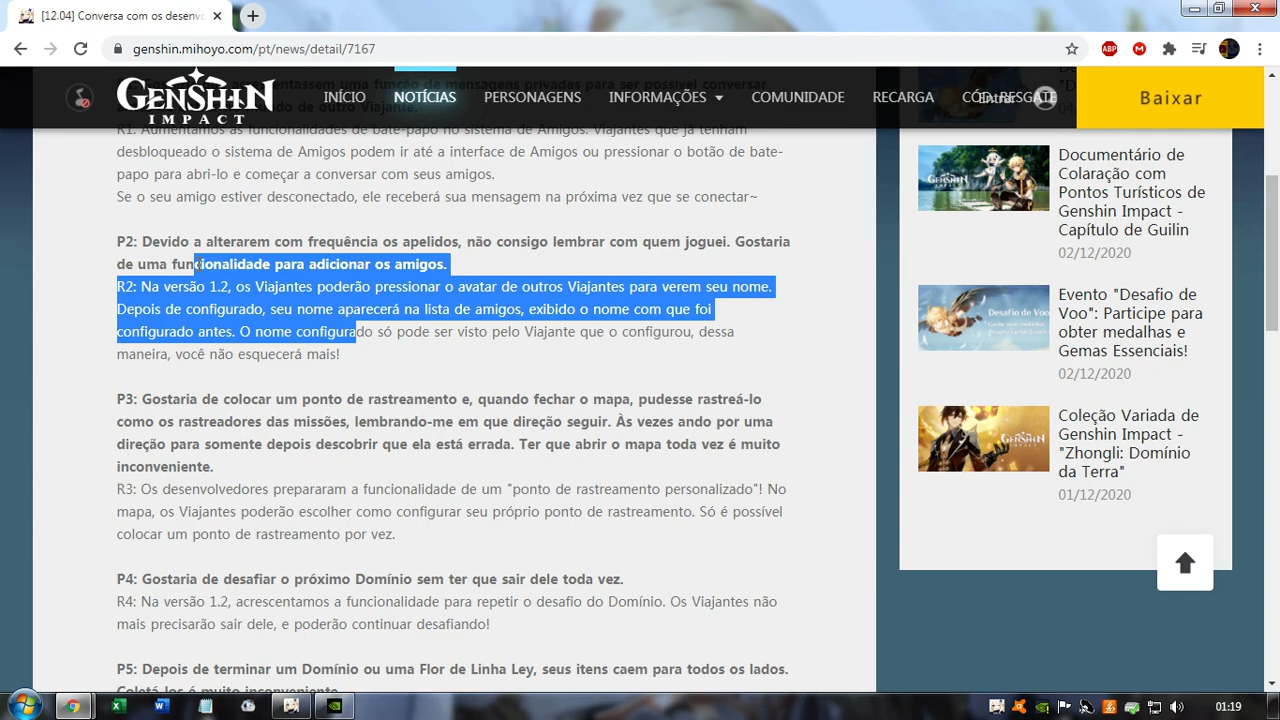 [12.04] Conversa com os desenvo
genshin.mihoyo.com/pt/news/detail/7167
ABP
M
GENSHIN
IMPACT
INÍCIO
NOTÍCIAS
PERSONAGENS
INFORMAÇÕES
COMUNIDADE
RECARGA
Entrar
Baixar
R1: Aumentamos as funcionalidades de bate-papo no sistema de Amigos. Viajantes que já tenham
desbloqueado o sistema de Amigos podem ir até a interface de Amigos ou pressionar o botão de bate-
papo para abri-lo e começar a conversar com seus amigos.
Se o seu amigo estiver desconectado, ele receberá sua mensagem na próxima vez que se conectar~
P2: Devido a alterarem com frequência os apelidos, não consigo lembrar com quem joguei. Gostaria
de uma funcionalidade para adicionar os amigos.
R2: Na versão 1.2, os Viajantes poderão pressionar o avatar de outros Viajantes para verem seu nome.
Depois de configurado, seu nome aparecerá na lista de amigos, exibido o nome com que foi
configurado antes. O nome configurado só pode ser visto pelo Viajante que o configurou, dessa
maneira, você não esquecerá mais!
P3: Gostaria de colocar um ponto de rastreamento e, quando fechar o mapa, pudesse rastreá-lo
como os rastreadores das missões, lembrando-me em que direção seguir. Às vezes ando por uma
direção para somente depois descobrir que ela está errada. Ter que abrir o mapa toda vez é muito
inconveniente.
R3: Os desenvolvedores prepararam a funcionalidade de um "ponto de rastreamento personalizado"! No
mapa, os Viajantes poderão escolher como configurar seu próprio ponto de rastreamento. Só é possível
colocar um ponto de rastreamento por vez.
P4: Gostaria de desafiar o próximo Domínio sem ter que sair dele toda vez.
R4: Na versão 1.2, acrescentamos a funcionalidade para repetir o desafio do Domínio. Os Viajantes não
mais precisarão sair dele, e poderão continuar desafiando!
P5: Depois de terminar um Domínio ou uma Flor de Linha Ley, seus itens caem para todos os lados.
Coletá-los é muito inconveniente.
Documentário de
Colaração com
Pontos Turísticos de
Genshin Impact -
Capítulo de Guilin
02/12/2020
Evento "Desafio de
Voo": Participe para
obter medalhas e
Gemas Essenciais!
02/12/2020
Desafio de Voo
Coleção Variada de
Genshin Impact -
"Zhongli: Domínio
da Terra"
01/12/2020
GENSHIN
01:19